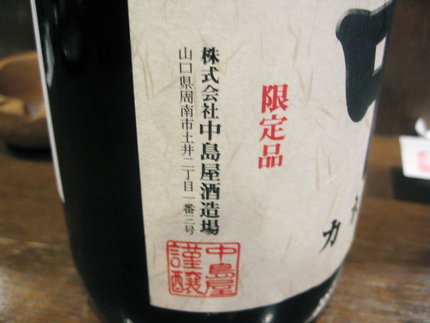 限定品
株式会社中島屋酒造場
山口県周南市土井二丁目一番三号
中島屋
謹醸